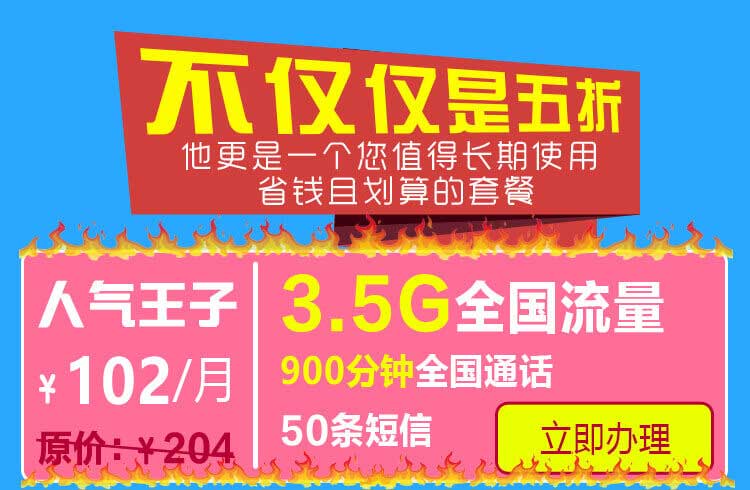 不仅仅是五折
他更是一个您值得长期使用
省钱且划算的套餐
人气王子
¥102/月
原价:¥204
3.5G全国流量
900分钟全国通话
50条短信
立即办理